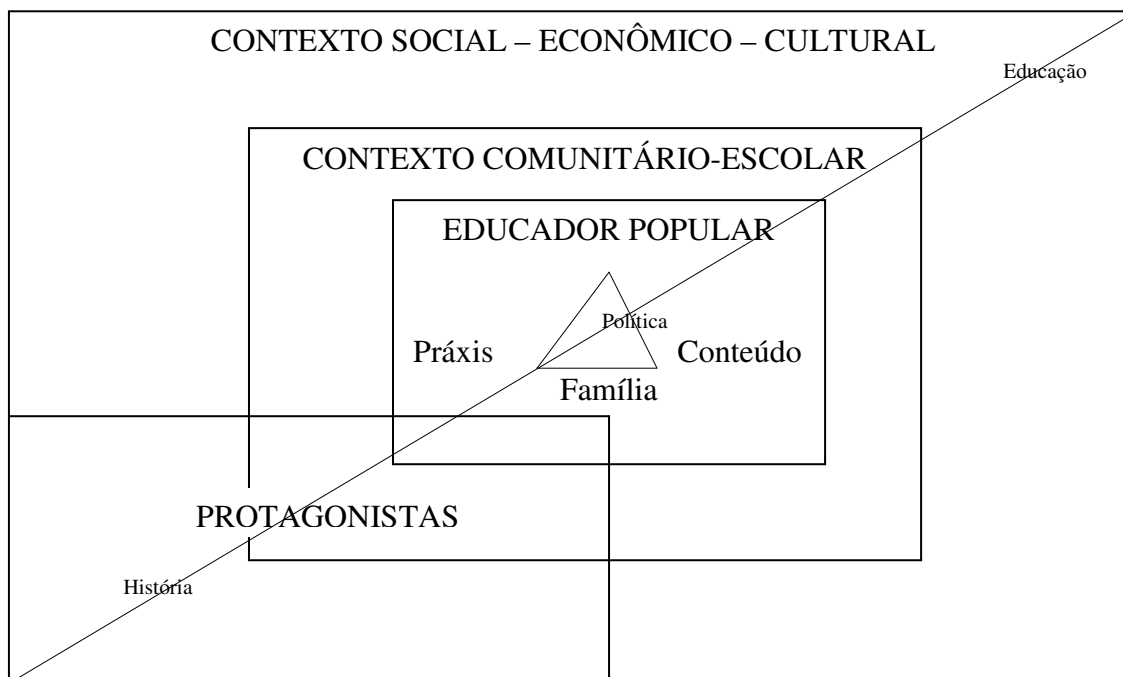 CONTEXTO SOCIAL – ECONÔMICO – CULTURAL
Educação
CONTEXTO COMUNITÁRIO-ESCOLAR
EDUCADOR POPULAR
Política
Práxis
Conteúdo
Família
PROTAGONISTAS
História